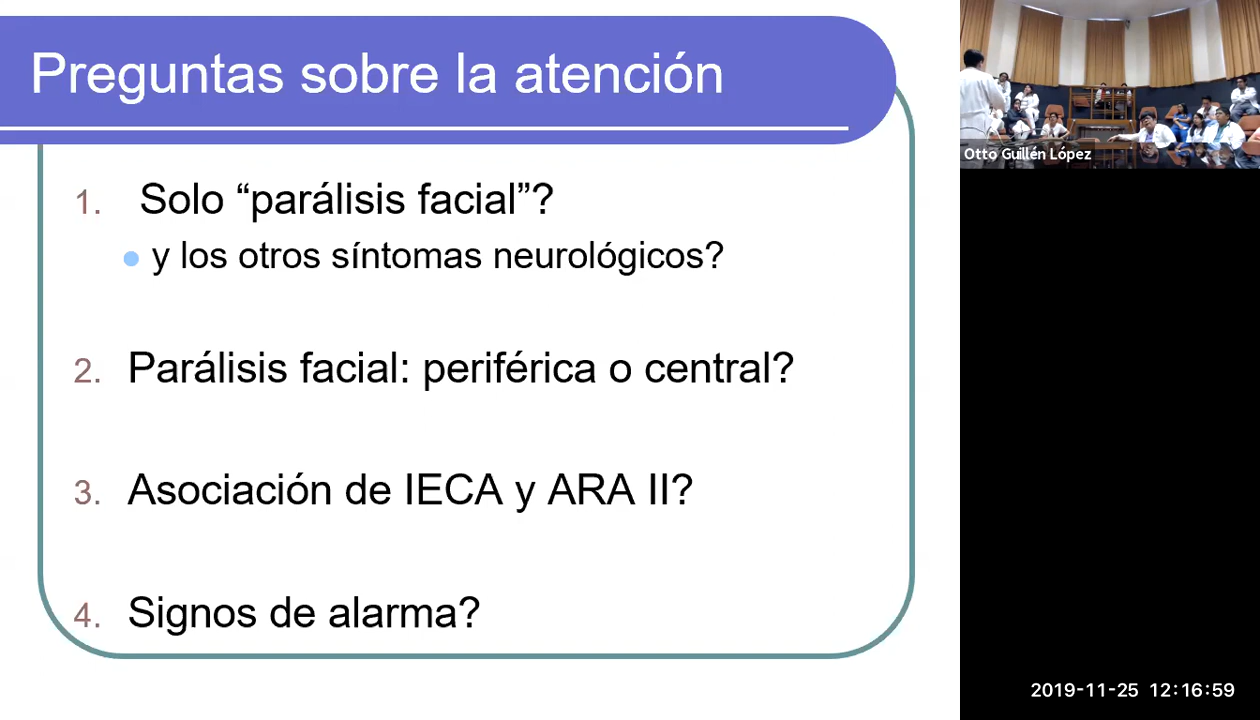 Preguntas sobre la atención
1. Solo “parálisis facial”?
y los otros síntomas neurológicos?
2. Parálisis facial: periférica o central?
3. Asociación de IECA y ARA II?
4. Signos de alarma?
Otto Guillén López
2019-11-25 12:16:59